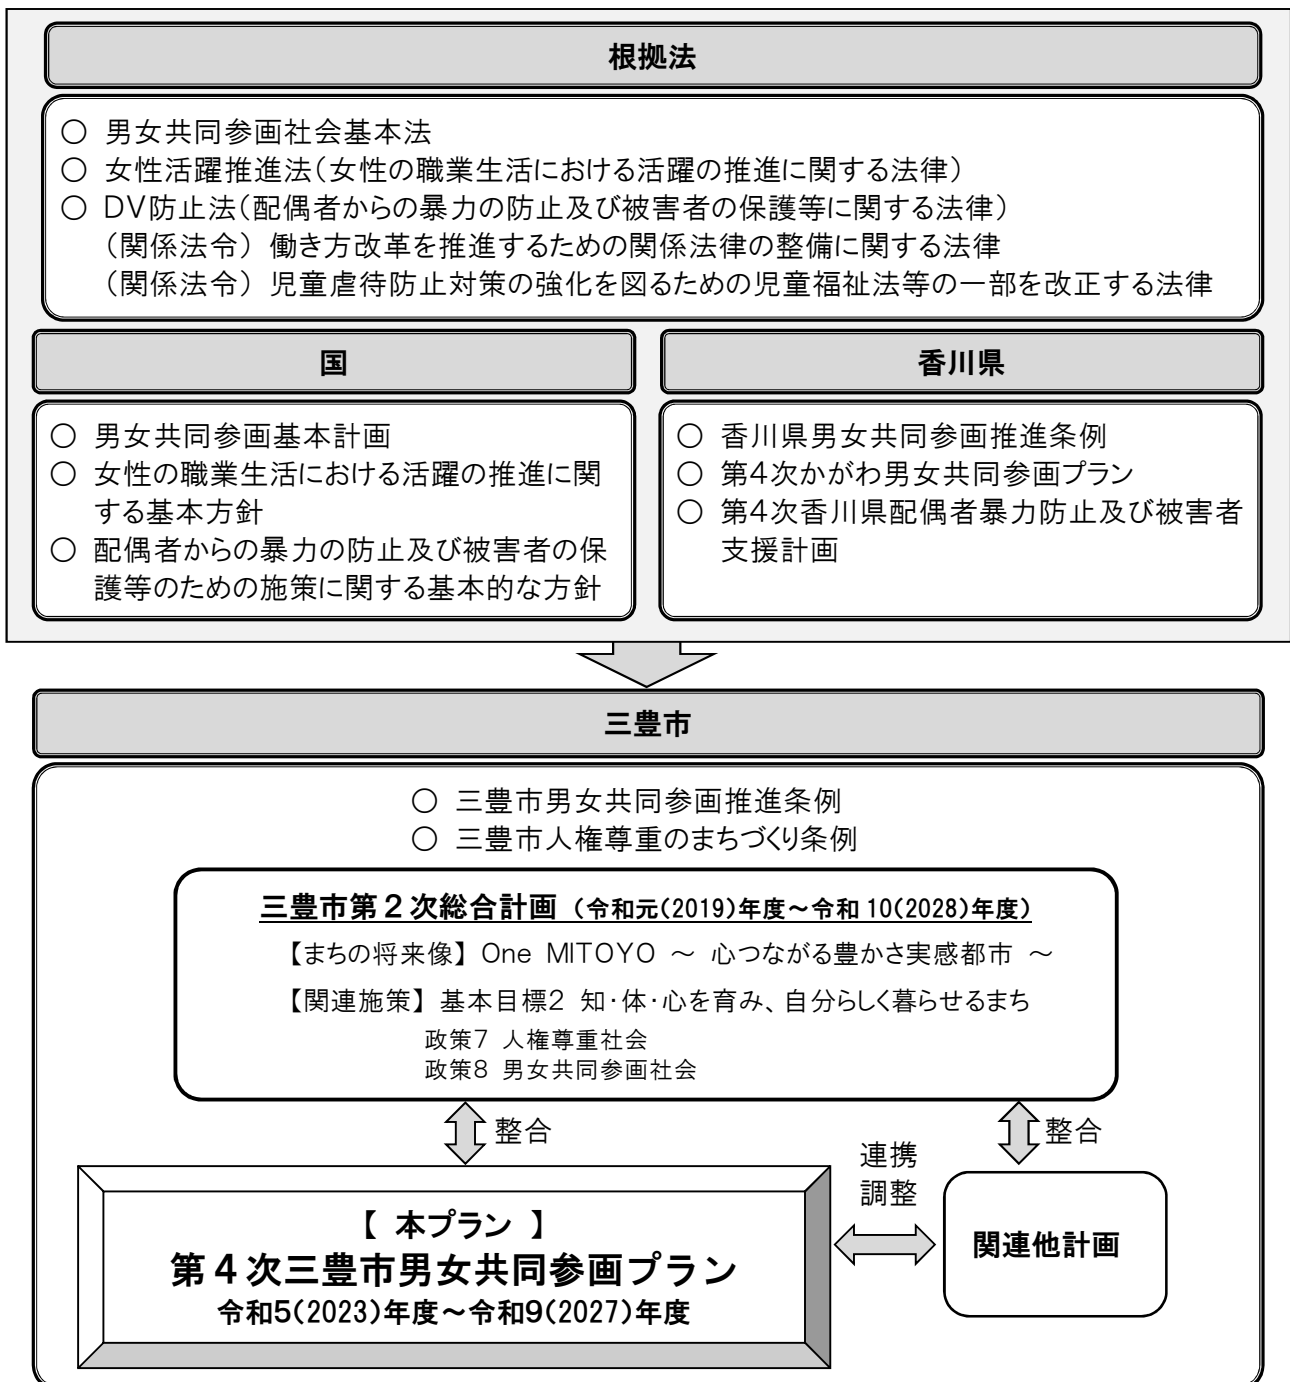 根拠法
○ 男女共同参画社会基本法
○ 女性活躍推進法(女性の職業生活における活躍の推進に関する法律)
○ DV防止法(配偶者からの暴力の防止及び被害者の保護等に関する法律)
(関係法令) 働き方改革を推進するための関係法律の整備に関する法律
(関係法令) 児童虐待防止対策の強化を図るための児童福祉法等の一部を改正する法律
国
○ 男女共同参画基本計画
○ 女性の職業生活における活躍の推進に関
する基本方針
○ 配偶者からの暴力の防止及び被害者の保
護等のための施策に関する基本的な方針
香川県
○ 香川県男女共同参画推進条例
○ 第4次かがわ男女共同参画プラン
○ 第4次香川県配偶者暴力防止及び被害者
支援計画
三豊市
○ 三豊市男女共同参画推進条例
○ 三豊市人権尊重のまちづくり条例
三豊市第2次総合計画 (令和元(2019)年度~令和10(2028)年度)
【まちの将来像】 One MITOYO ~ 心つながる豊かさ実感都市 ~
【関連施策】 基本目標2 知・体・心を育み、自分らしく暮らせるまち
政策7 人権尊重社会
政策8 男女共同参画社会
整合
整合
連携
調整
【 本プラン 】
第4次三豊市男女共同参画プラン
令和5(2023)年度~令和9(2027)年度
関連他計画